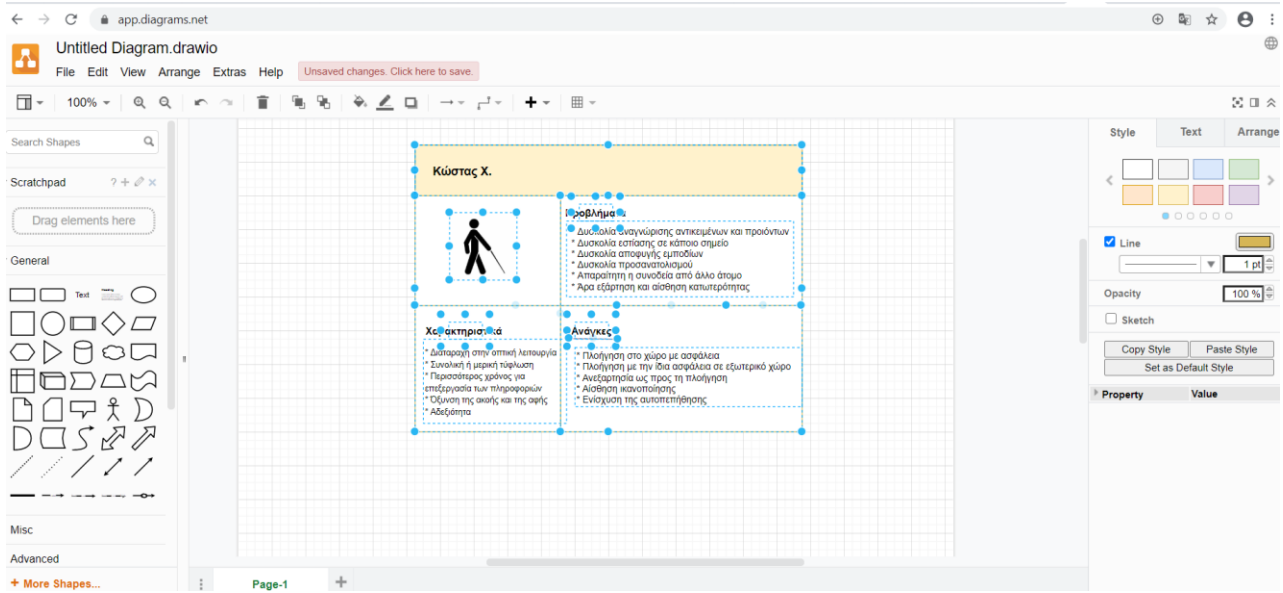 app.diagrams.net
Untitled Diagram.drawio
File Edit View Arrange Extras Help Unsaved changes. Click here to save.
100%
Search Shapes
Scratchpad
Drag elements here
General
Text
Heading
Misc
Advanced
+ More Shapes...
Κώστας Χ.
Προβλήματα
* Δυσκολία αναγνώρισης αντικειμένων και προιόντων
* Δυσκολία εστίασης σε κάποιο σημείο
* Δυσκολία αποφυγής εμποδίων
* Δυσκολία προσανατολισμού
* Απαραίτητη η συνοδεία από άλλο άτομο
* Άρα εξάρτηση και αίσθηση κατωτερότητας
Χαρακτηριστικά
* Διαταραχή στην οπτική λειτουργία
* Συνολική ή μερική τύφλωση
* Περισσότερος χρόνος για
επεξεργασία των πληροφοριών
* Όξυνση της ακοής και της αφής
* Αδεξιότητα
Ανάγκες
* Πλοήγηση στο χώρο με ασφάλεια
* Πλοήγηση με την ίδια ασφάλεια σε εξωτερικό χώρο
* Ανεξαρτησία ως προς τη πλοήγηση
* Αίσθηση ικανοποίησης
* Ενίσχυση της αυτοπεπήθησης
Page-1
Style Text Arrange
Line
1 pt
Opacity 100 %
Sketch
Copy Style Paste Style
Set as Default Style
Property Value